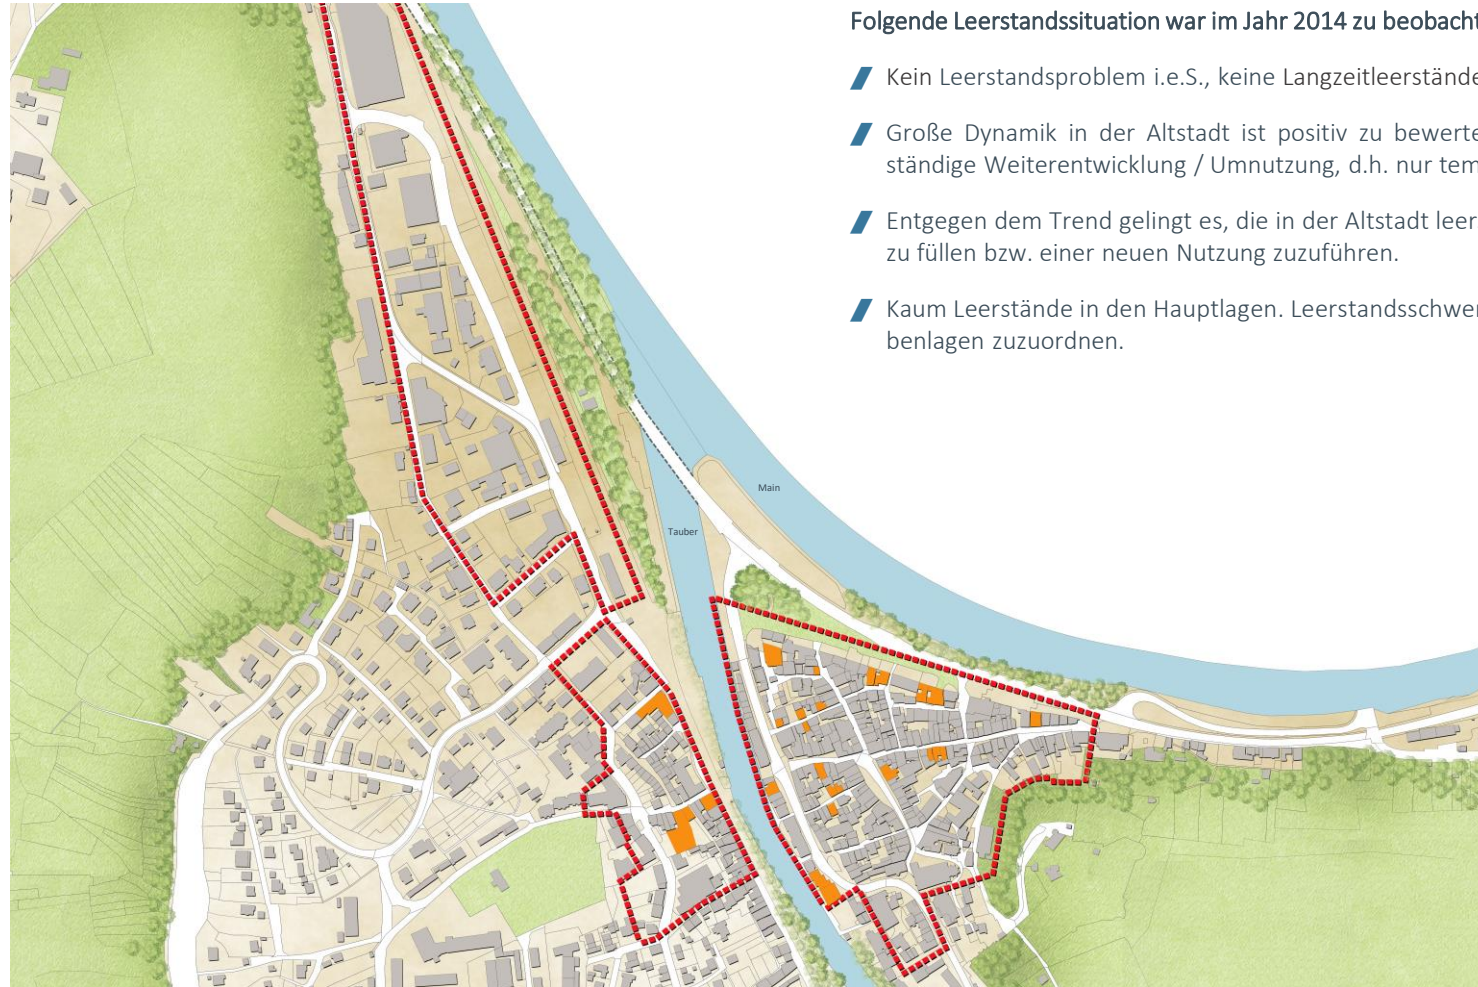 Folgende Leerstandssituation war im Jahr 2014 zu beobacht
Kein Leerstandsproblem i.e.S., keine Langzeitleerstände
Große Dynamik in der Altstadt ist positiv zu bewerte
ständige Weiterentwicklung / Umnutzung, d.h. nur tem
Entgegen dem Trend gelingt es, die in der Altstadt leer
zu füllen bzw. einer neuen Nutzung zuzuführen.
Kaum Leerstände in den Hauptlagen. Leerstandsschwer
benlagen zuzuordnen.
Main
Tauber